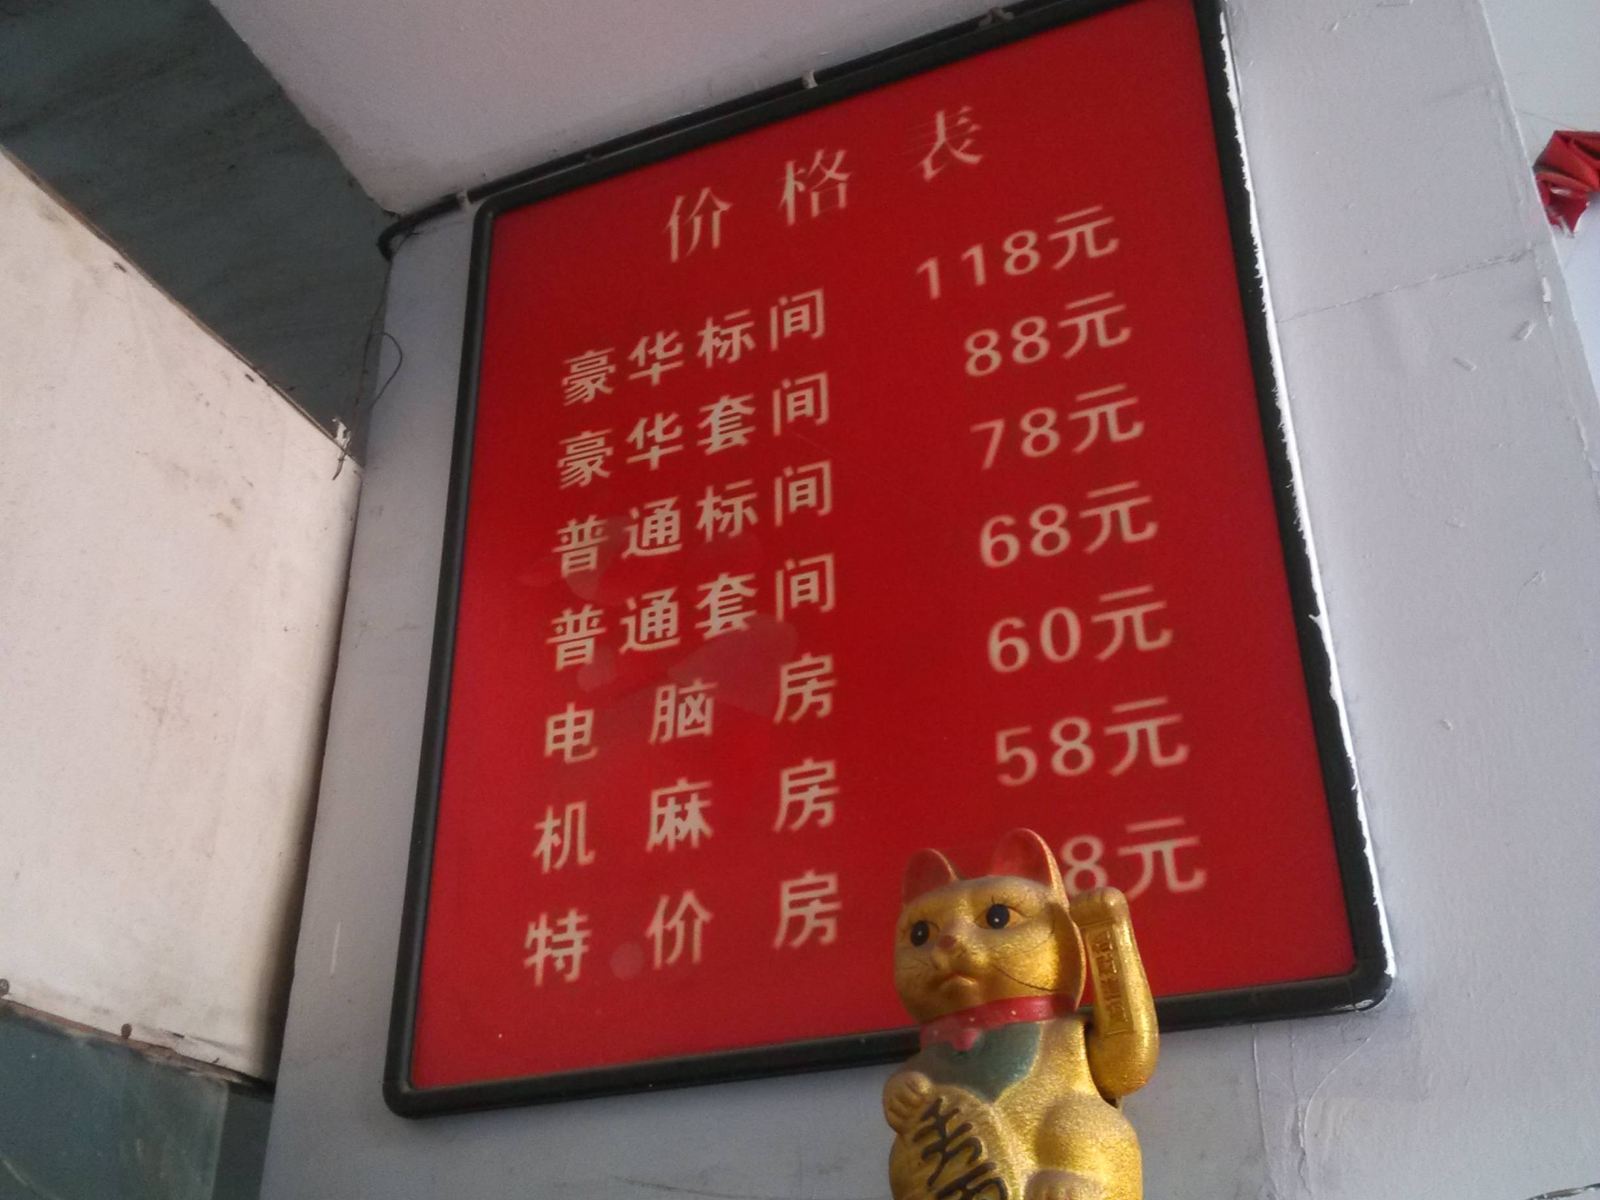 价格表
豪华标间 118元
豪华套间 88元
普通标间 78元
普通套间 68元
电脑房 60元
机麻房 58元
特价房 8元